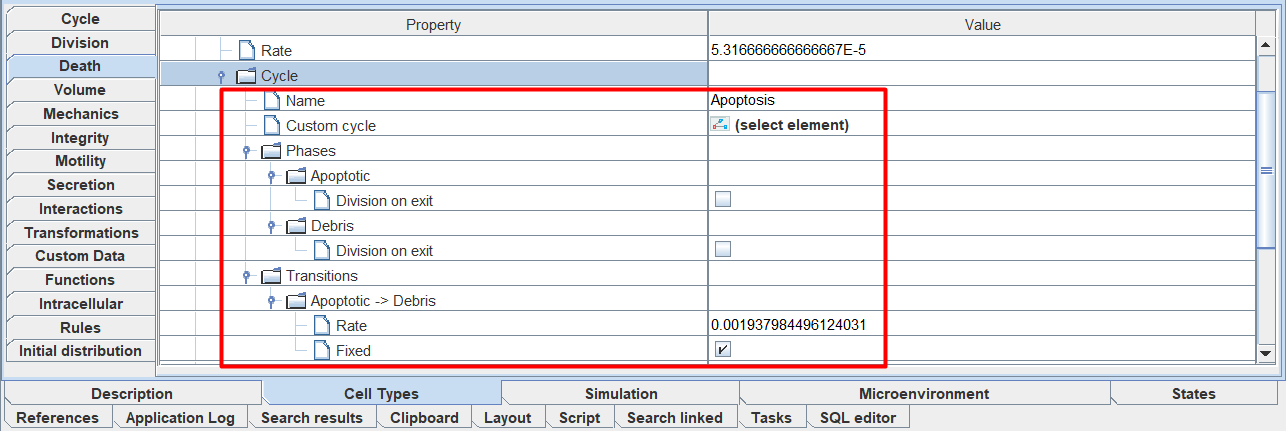 Cycle
Division
Death
Volume
Mechanics
Integrity
Motility
Secretion
Interactions
Transformations
Custom Data
Functions
Intracellular
Rules
Initial distribution
Property Value
Rate 5.316666666666667E-5
Cycle
Name Apoptosis
Custom cycle (select element)
Phases
Apoptotic
Division on exit
Debris
Division on exit
Transitions
Apoptotic -> Debris
Rate 0.001937984496124031
Fixed
Description Cell Types Simulation Microenvironment States
References Application Log Search results Clipboard Layout Script Search linked Tasks SQL editor